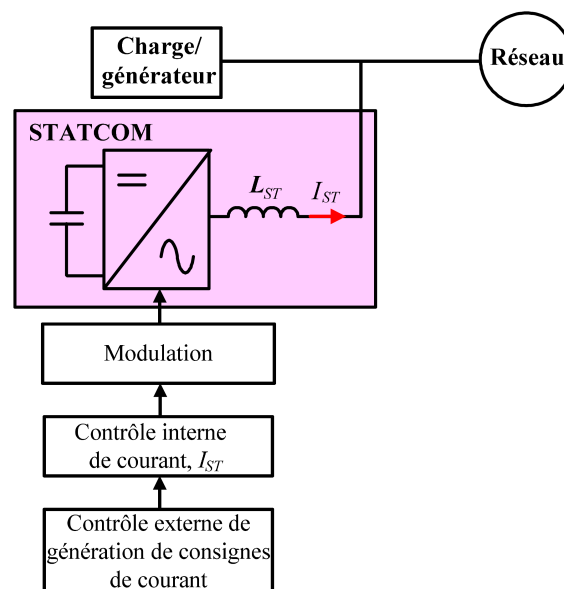 Charge/
générateur
Réseau
STATCOM
L_ST
I_ST
Modulation
Contrôle interne
de courant, I_ST
Contrôle externe de
génération de consignes
de courant